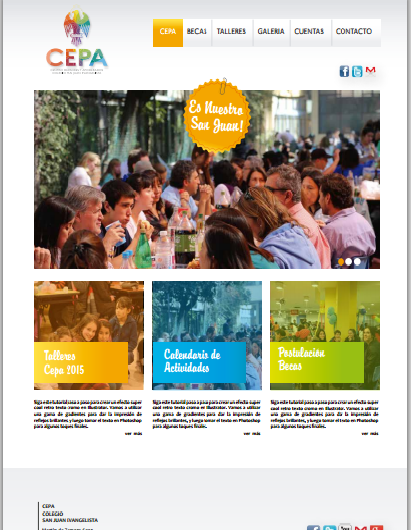 CEPA
CEPA BECAS TALLERES GALERIA CUENTAS CONTACTO
Es Nuestro
San Juan!
Talleres
Cepa 2015
Calendario de
Actividades
Postulación
Becas
Siga este tutorial paso a paso para crear un efecto super
cool retro texto cromo en Illustrator. Vamos a utilizar
una gama de gradientes para dar la impresión de
reflejos brillantes, y luego tomar el texto en Photoshop
para algunos toques finales.
ver más
Siga este tutorial paso a paso para crear un efecto super
cool retro texto cromo en Illustrator. Vamos a utilizar
una gama de gradientes para dar la impresión de
reflejos brillantes, y luego tomar el texto en Photoshop
para algunos toques finales.
ver más
Siga este tutorial paso a paso para crear un efecto super
cool retro texto cromo en Illustrator. Vamos a utilizar
una gama de gradientes para dar la impresión de
reflejos brillantes, y luego tomar el texto en Photoshop
para algunos toques finales.
ver más
CEPA
COLEGIO
SAN JUAN EVANGELISTA